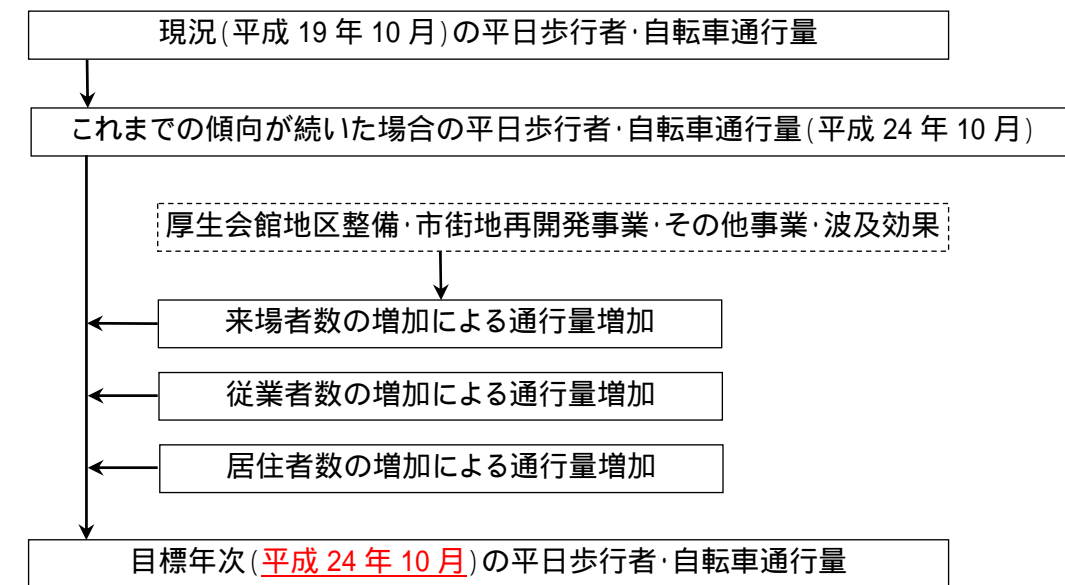 現況(平成 19 年 10 月)の平日歩行者・自転車通行量
これまでの傾向が続いた場合の平日歩行者・自転車通行量(平成 24 年 10 月)
厚生会館地区整備・市街地再開発事業・その他事業・波及効果
来場者数の増加による通行量増加
従業者数の増加による通行量増加
居住者数の増加による通行量増加
目標年次(平成 24 年 10 月)の平日歩行者・自転車通行量